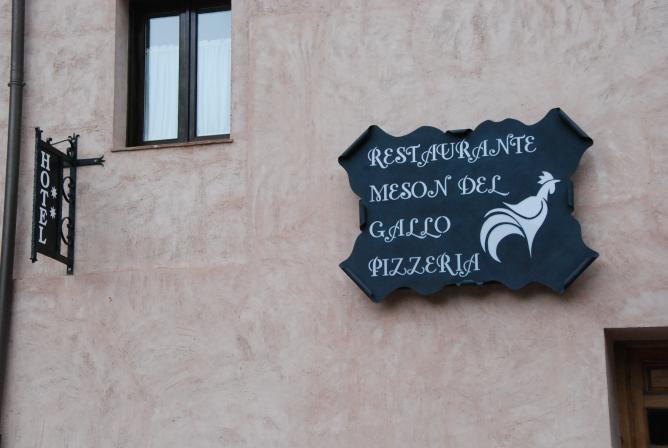 HOTEL
RESTAURANTE
MESON DEL
GALLO
PIZZERIA